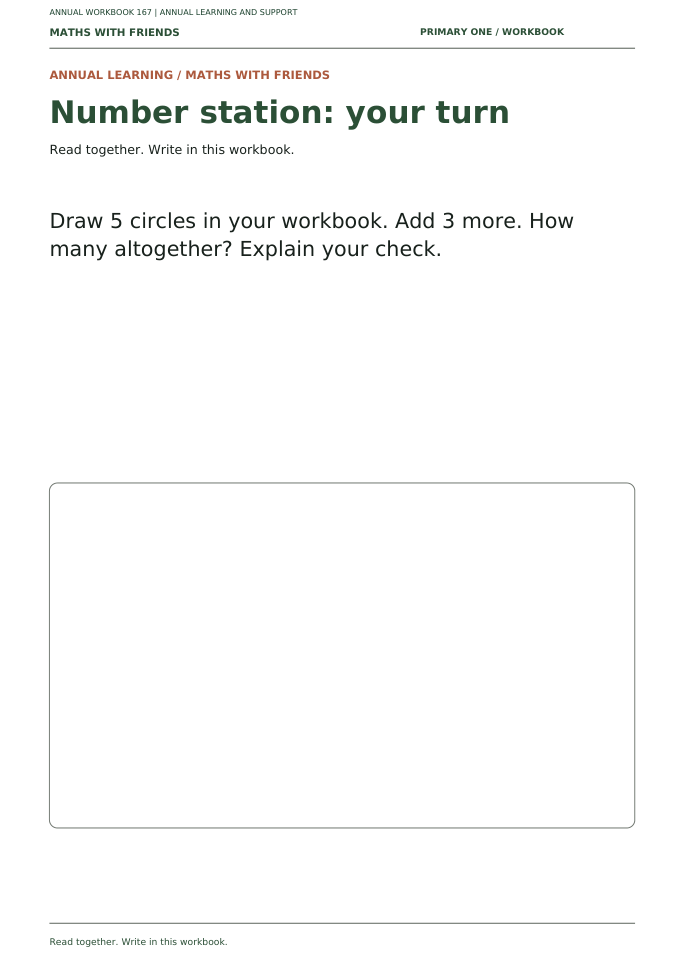 ANNUAL WORKBOOK 167 | ANNUAL LEARNING AND SUPPORT
MATHS WITH FRIENDS
PRIMARY ONE / WORKBOOK
ANNUAL LEARNING / MATHS WITH FRIENDS
Number station: your turn
Read together. Write in this workbook.
Draw 5 circles in your workbook. Add 3 more. How
many altogether? Explain your check.
Read together. Write in this workbook.